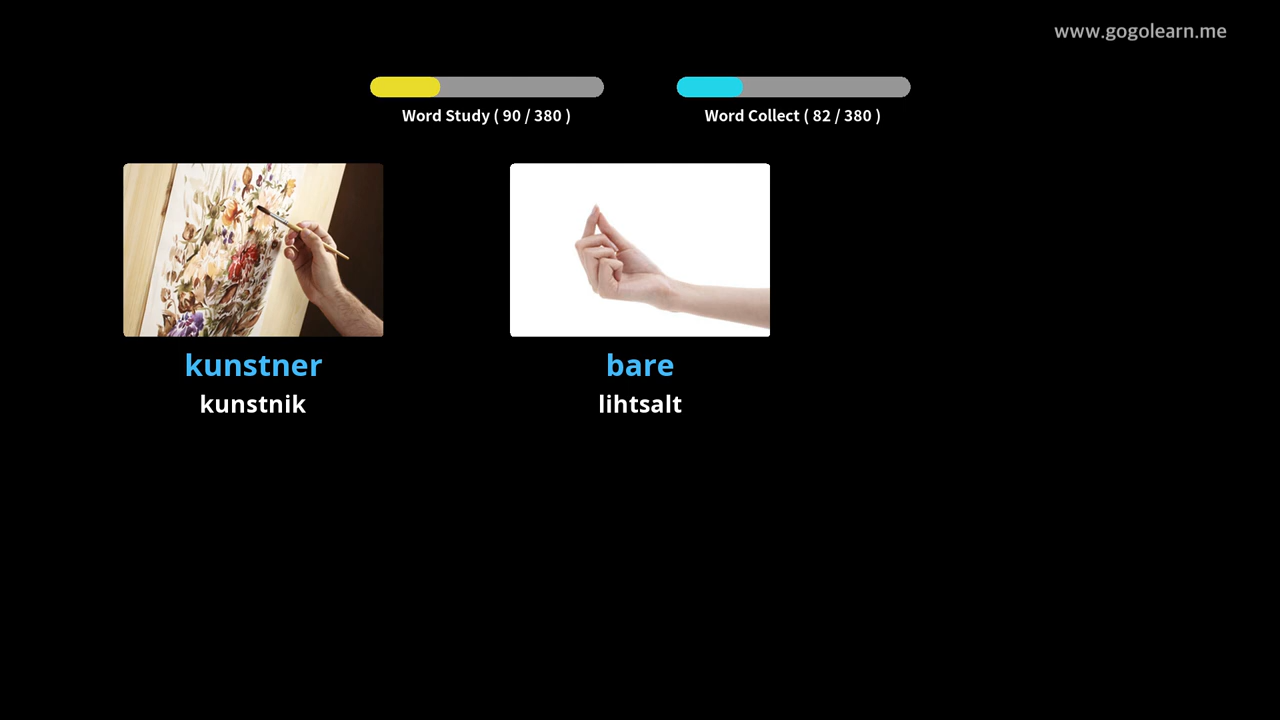 www.gogolearn.me
Word Study ( 90 / 380 )
Word Collect ( 82 / 380 )
kunstner
kunstnik
bare
lihtsalt